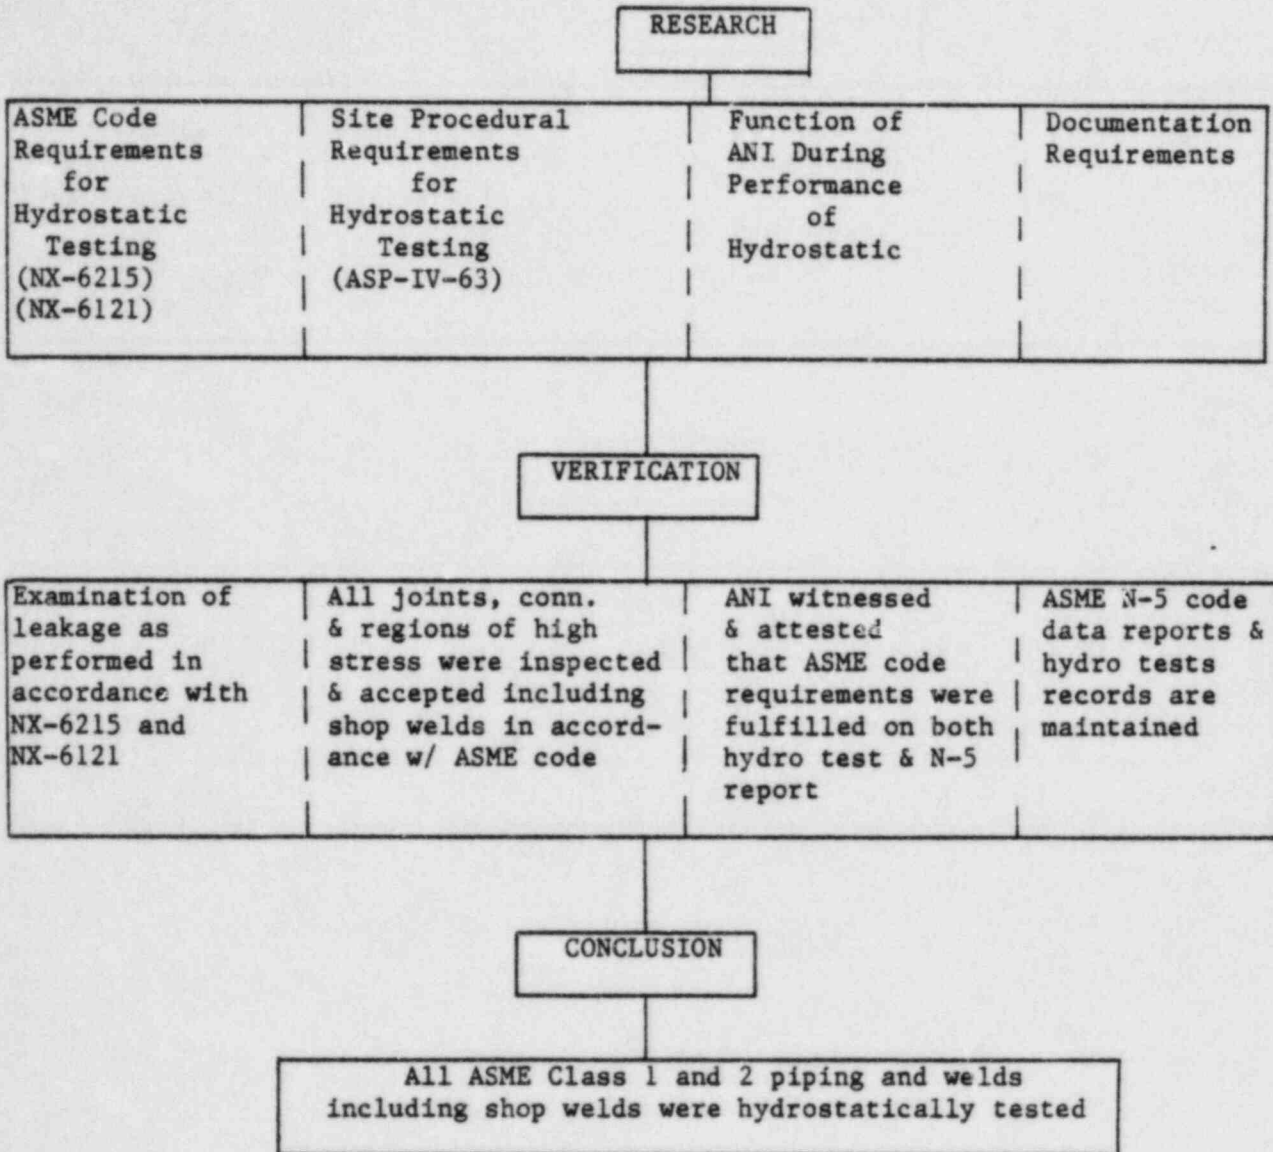 RESEARCH
ASME Code
Requirements
for
Hydrostatic
Testing
(NX-6215)
(NX-6121)
Site Procedural
Requirements
for
Hydrostatic
Testing
(ASP-IV-63)
Function of
ANI During
Performance
of
Hydrostatic
Documentation
Requirements
VERIFICATION
Examination of
leakage as
performed in
accordance with
NX-6215 and
NX-6121
All joints, conn.
& regions of high
stress were inspected
& accepted including
shop welds in accord-
ance w/ ASME code
ANI witnessed
& attested
that ASME code
requirements were
fulfilled on both
hydro test & N-5
report
ASME N-5 code
data reports &
hydro tests
records are
maintained
CONCLUSION
All ASME Class 1 and 2 piping and welds
including shop welds were hydrostatically tested